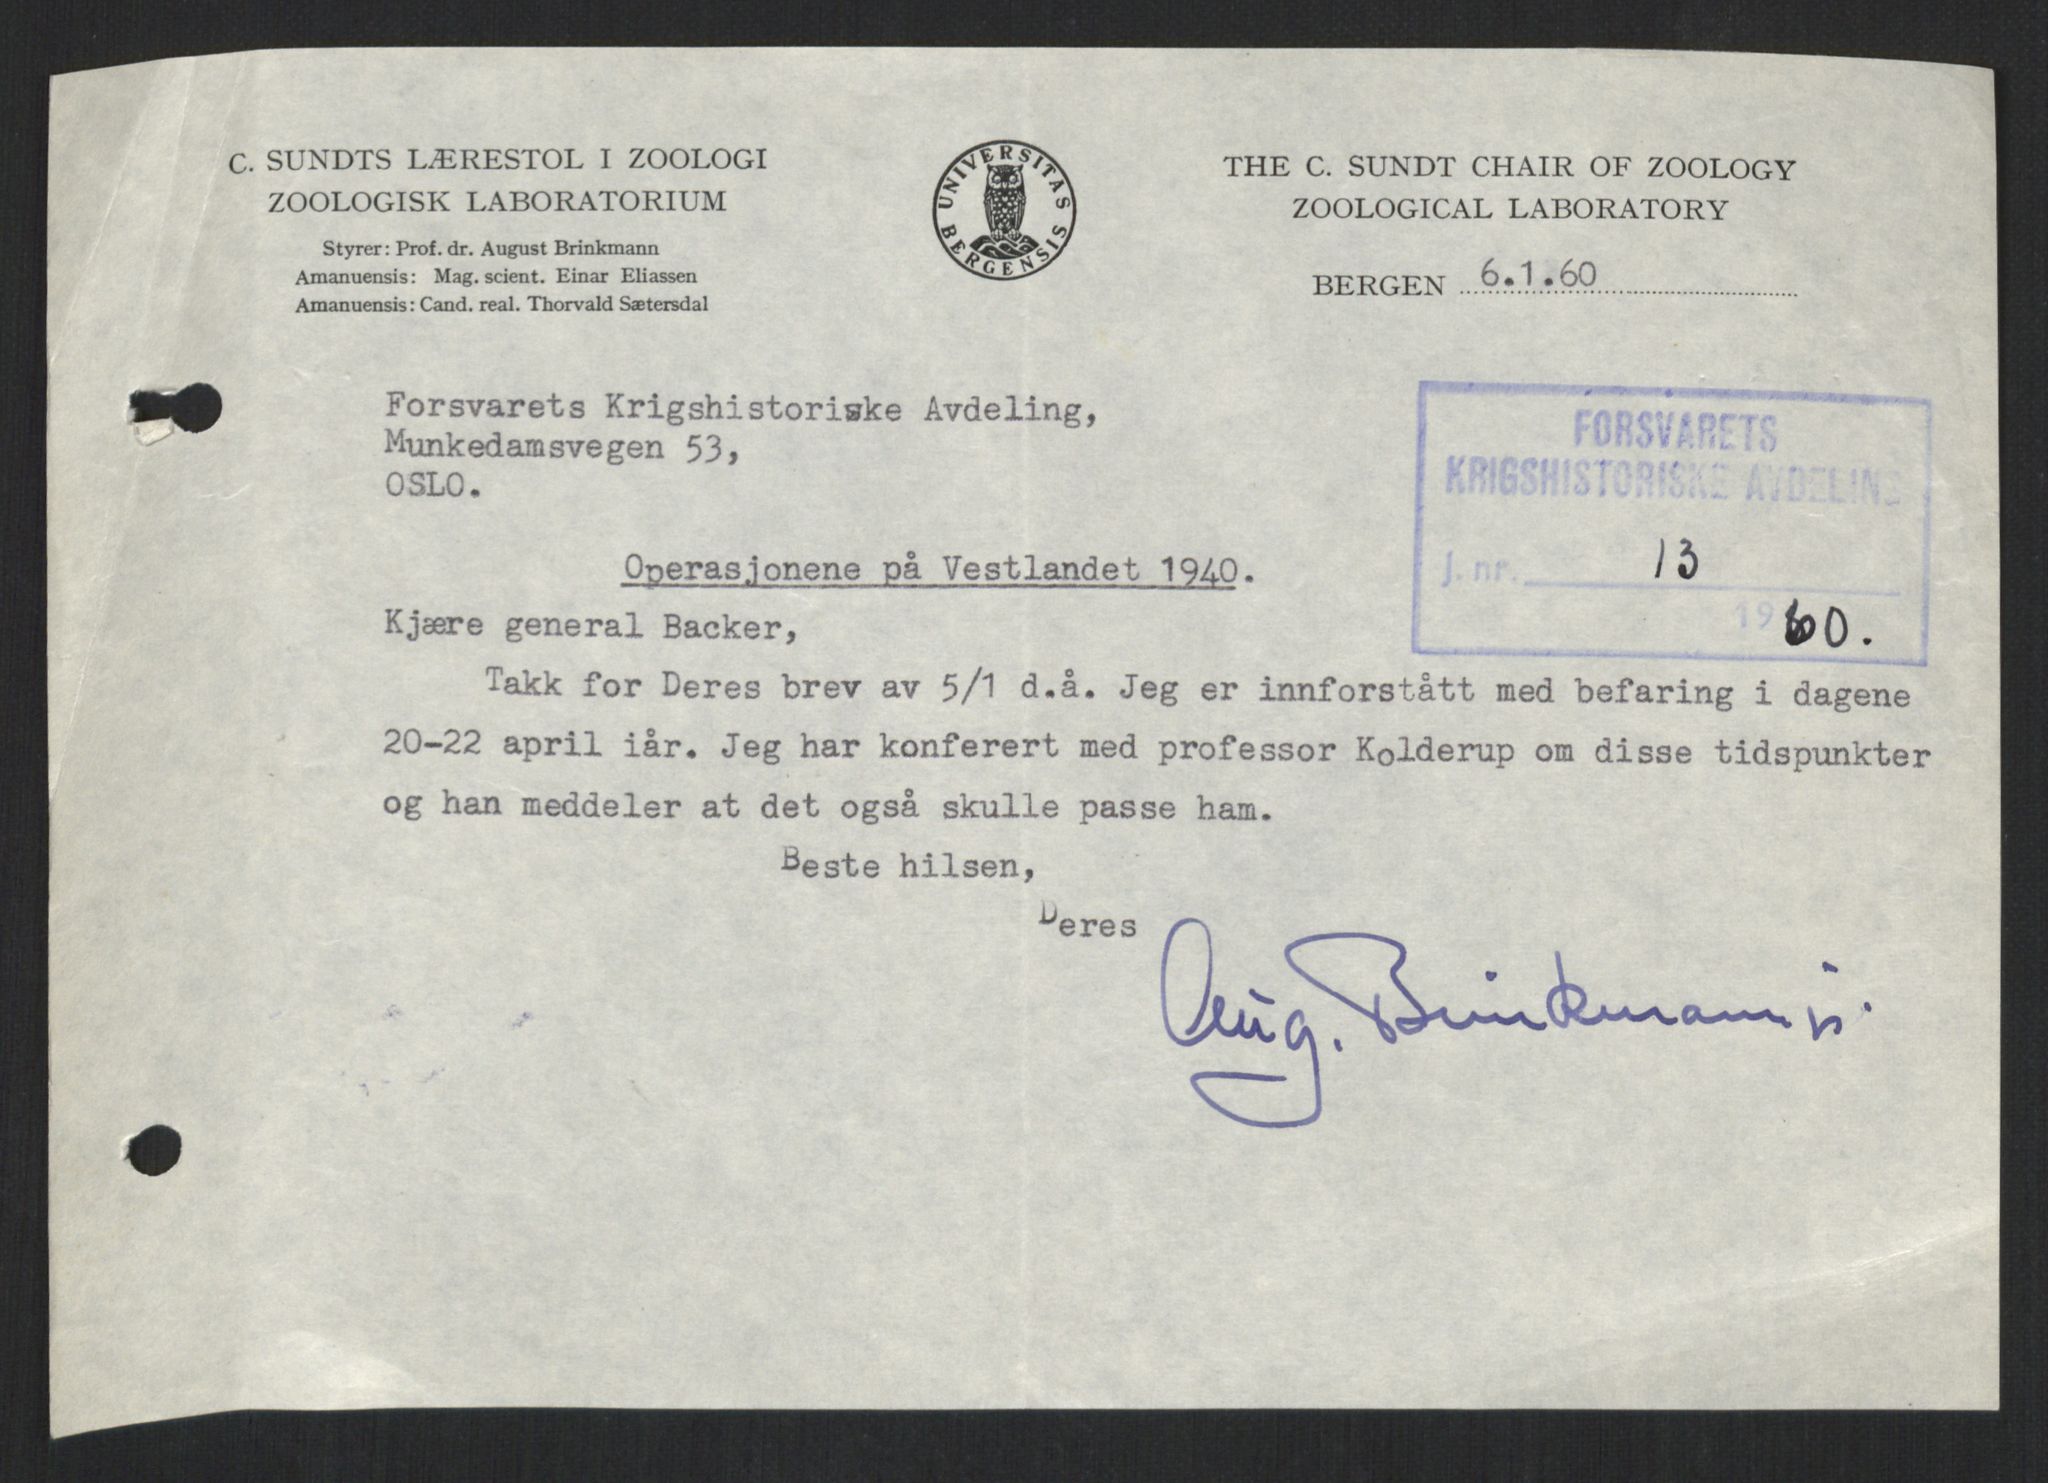 C. SUNDTS LÆRESTOL I ZOOLOGI
ZOOLOGISK LABORATORIUM
Styrer: Prof. dr. August Brinkmann
Amanuensis: Mag. scient. Einar Eliassen
Amanuensis: Cand. real. Thorvald Sætersdal
UNIVERSITAS BERGENSIS
THE C. SUNDT CHAIR OF ZOOLOGY
ZOOLOGICAL LABORATORY
BERGEN 6.1.60
Forsvarets Krigshistoriske Avdeling,
Munkedamsvegen 53,
OSLO.
FORSVARETS
KRIGSHISTORISKE AVDELING
J. nr. 13
1960.
Operasjonene på Vestlandet 1940.
Kjære general Backer,
Takk for Deres brev av 5/1 d.å. Jeg er innforstått med befaring i dagene
20-22 april iår. Jeg har konferert med professor Kolderup om disse tidspunkter
og han meddeler at det også skulle passe ham.
Beste hilsen,
Deres
Aug. Brinkmann jr.